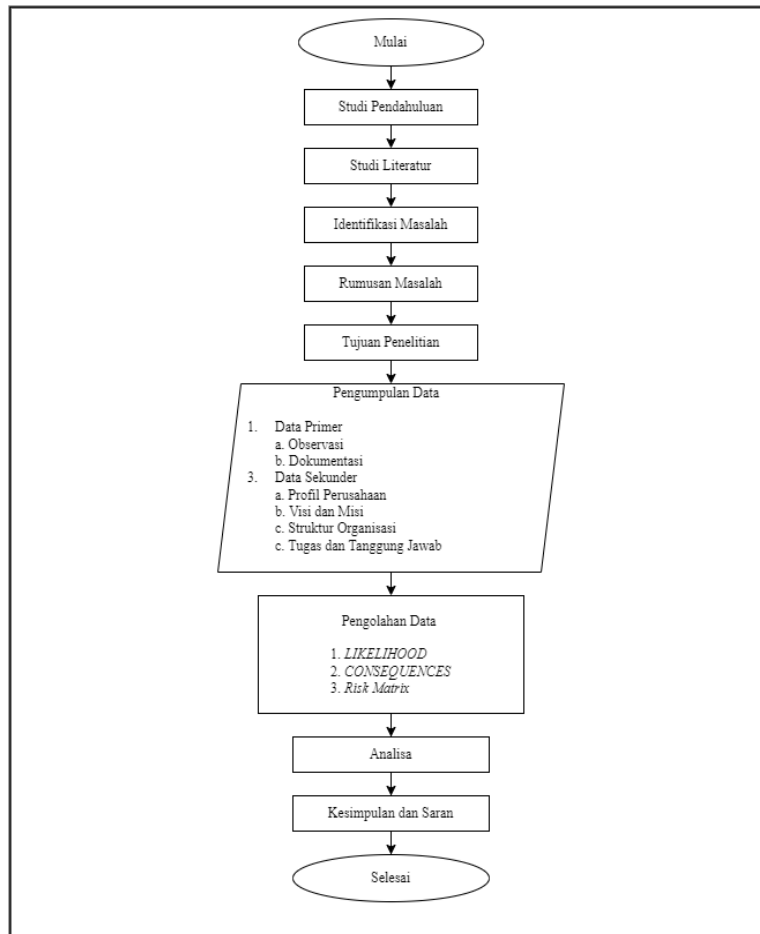 Mulai
Studi Pendahuluan
Studi Literatur
Identifikasi Masalah
Rumusan Masalah
Tujuan Penelitian
Pengumpulan Data
1. Data Primer
a. Observasi
b. Dokumentasi
3. Data Sekunder
a. Profil Perusahaan
b. Visi dan Misi
c. Struktur Organisasi
c. Tugas dan Tanggung Jawab
Pengolahan Data
1. LIKELIHOOD
2. CONSEQUENCES
3. Risk Matrix
Analisa
Kesimpulan dan Saran
Selesai